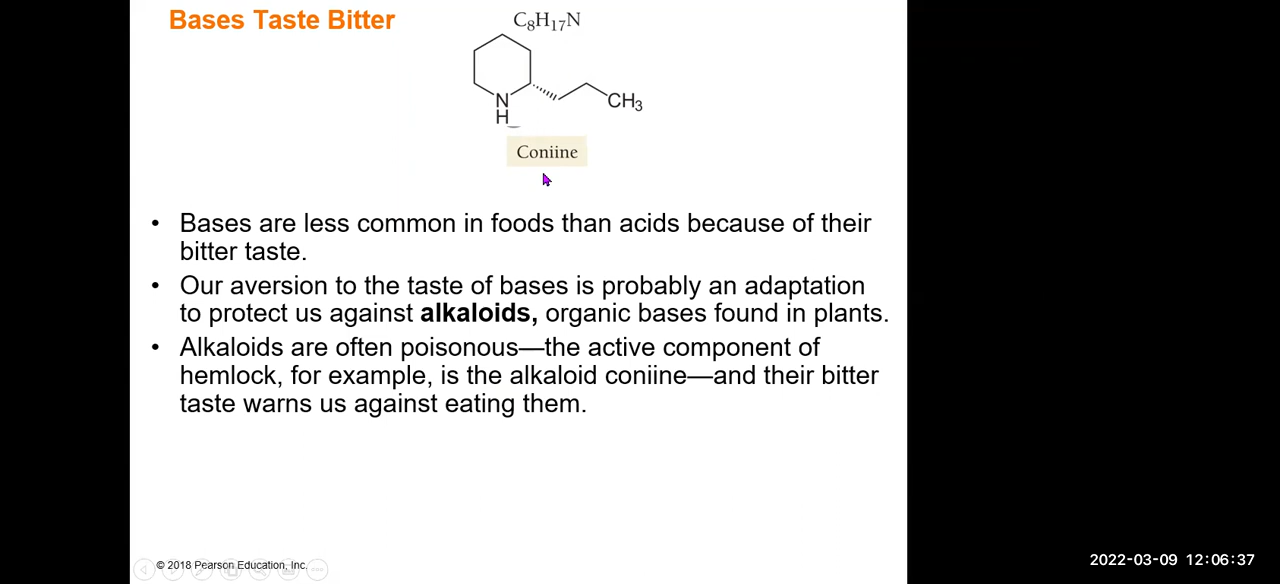 Bases Taste Bitter
C₈H₁₇N
N
H
CH₃
Coniine
• Bases are less common in foods than acids because of their
bitter taste.
• Our aversion to the taste of bases is probably an adaptation
to protect us against alkaloids, organic bases found in plants.
• Alkaloids are often poisonous—the active component of
hemlock, for example, is the alkaloid coniine—and their bitter
taste warns us against eating them.
© 2018 Pearson Education, Inc.
2022-03-09 12:06:37